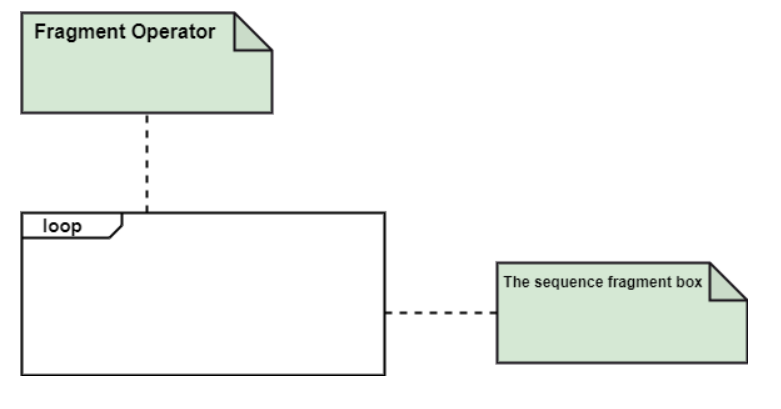 Fragment Operator
loop
The sequence fragment box